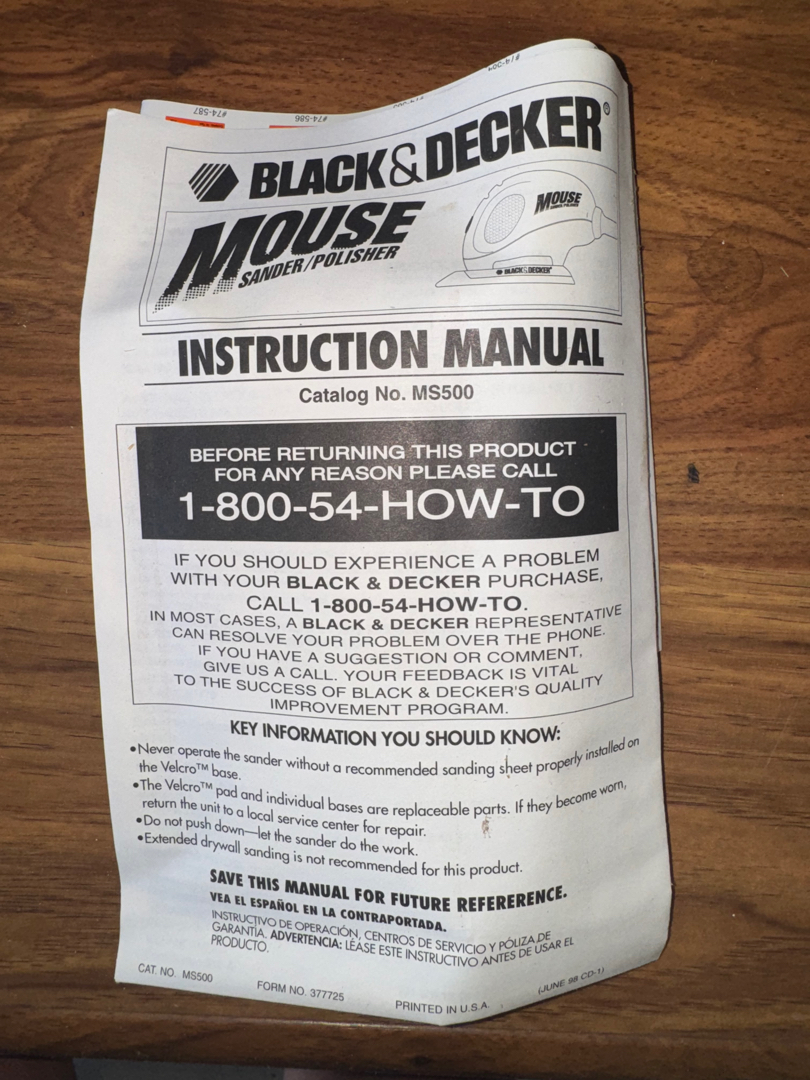 #74-587
#74-586
BLACK & DECKER®
MOUSE
SANDER/POLISHER
MOUSE
SANDER/POLISHER
BLACK & DECKER
INSTRUCTION MANUAL
Catalog No. MS500
BEFORE RETURNING THIS PRODUCT
FOR ANY REASON PLEASE CALL
1-800-54-HOW-TO
IF YOU SHOULD EXPERIENCE A PROBLEM
WITH YOUR BLACK & DECKER PURCHASE,
CALL 1-800-54-HOW-TO.
IN MOST CASES, A BLACK & DECKER REPRESENTATIVE
CAN RESOLVE YOUR PROBLEM OVER THE PHONE.
IF YOU HAVE A SUGGESTION OR COMMENT,
GIVE US A CALL. YOUR FEEDBACK IS VITAL
TO THE SUCCESS OF BLACK & DECKER'S QUALITY
IMPROVEMENT PROGRAM.
KEY INFORMATION YOU SHOULD KNOW:
•Never operate the sander without a recommended sanding sheet properly installed on
the Velcro™ base.
•The Velcro™ pad and individual bases are replaceable parts. If they become worn,
return the unit to a local service center for repair.
•Do not push down—let the sander do the work.
•Extended drywall sanding is not recommended for this product.
SAVE THIS MANUAL FOR FUTURE REFERERENCE.
VEA EL ESPAÑOL EN LA CONTRAPORTADA.
INSTRUCTIVO DE OPERACIÓN, CENTROS DE SERVICIO Y PÓLIZA DE
GARANTÍA. ADVERTENCIA: LÉASE ESTE INSTRUCTIVO ANTES DE USAR EL
PRODUCTO.
CAT. NO. MS500
FORM NO. 377725
PRINTED IN U.S.A.
(JUNE 98 CD-1)